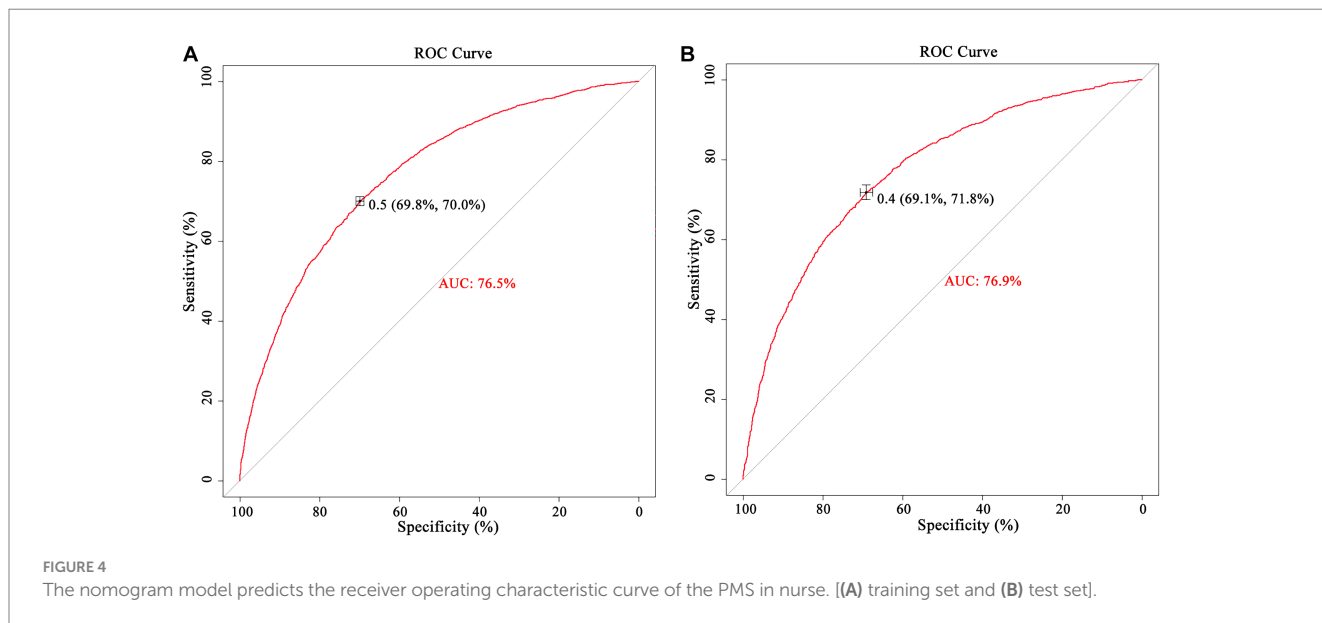 A
ROC Curve
100
80
60
40
20
0
Sensitivity (%)
0.5 (69.8%, 70.0%)
AUC: 76.5%
100 80 60 40 20 0
Specificity (%)
B
ROC Curve
100
80
60
40
20
0
Sensitivity (%)
0.4 (69.1%, 71.8%)
AUC: 76.9%
100 80 60 40 20 0
Specificity (%)
FIGURE 4
The nomogram model predicts the receiver operating characteristic curve of the PMS in nurse. [(A) training set and (B) test set].